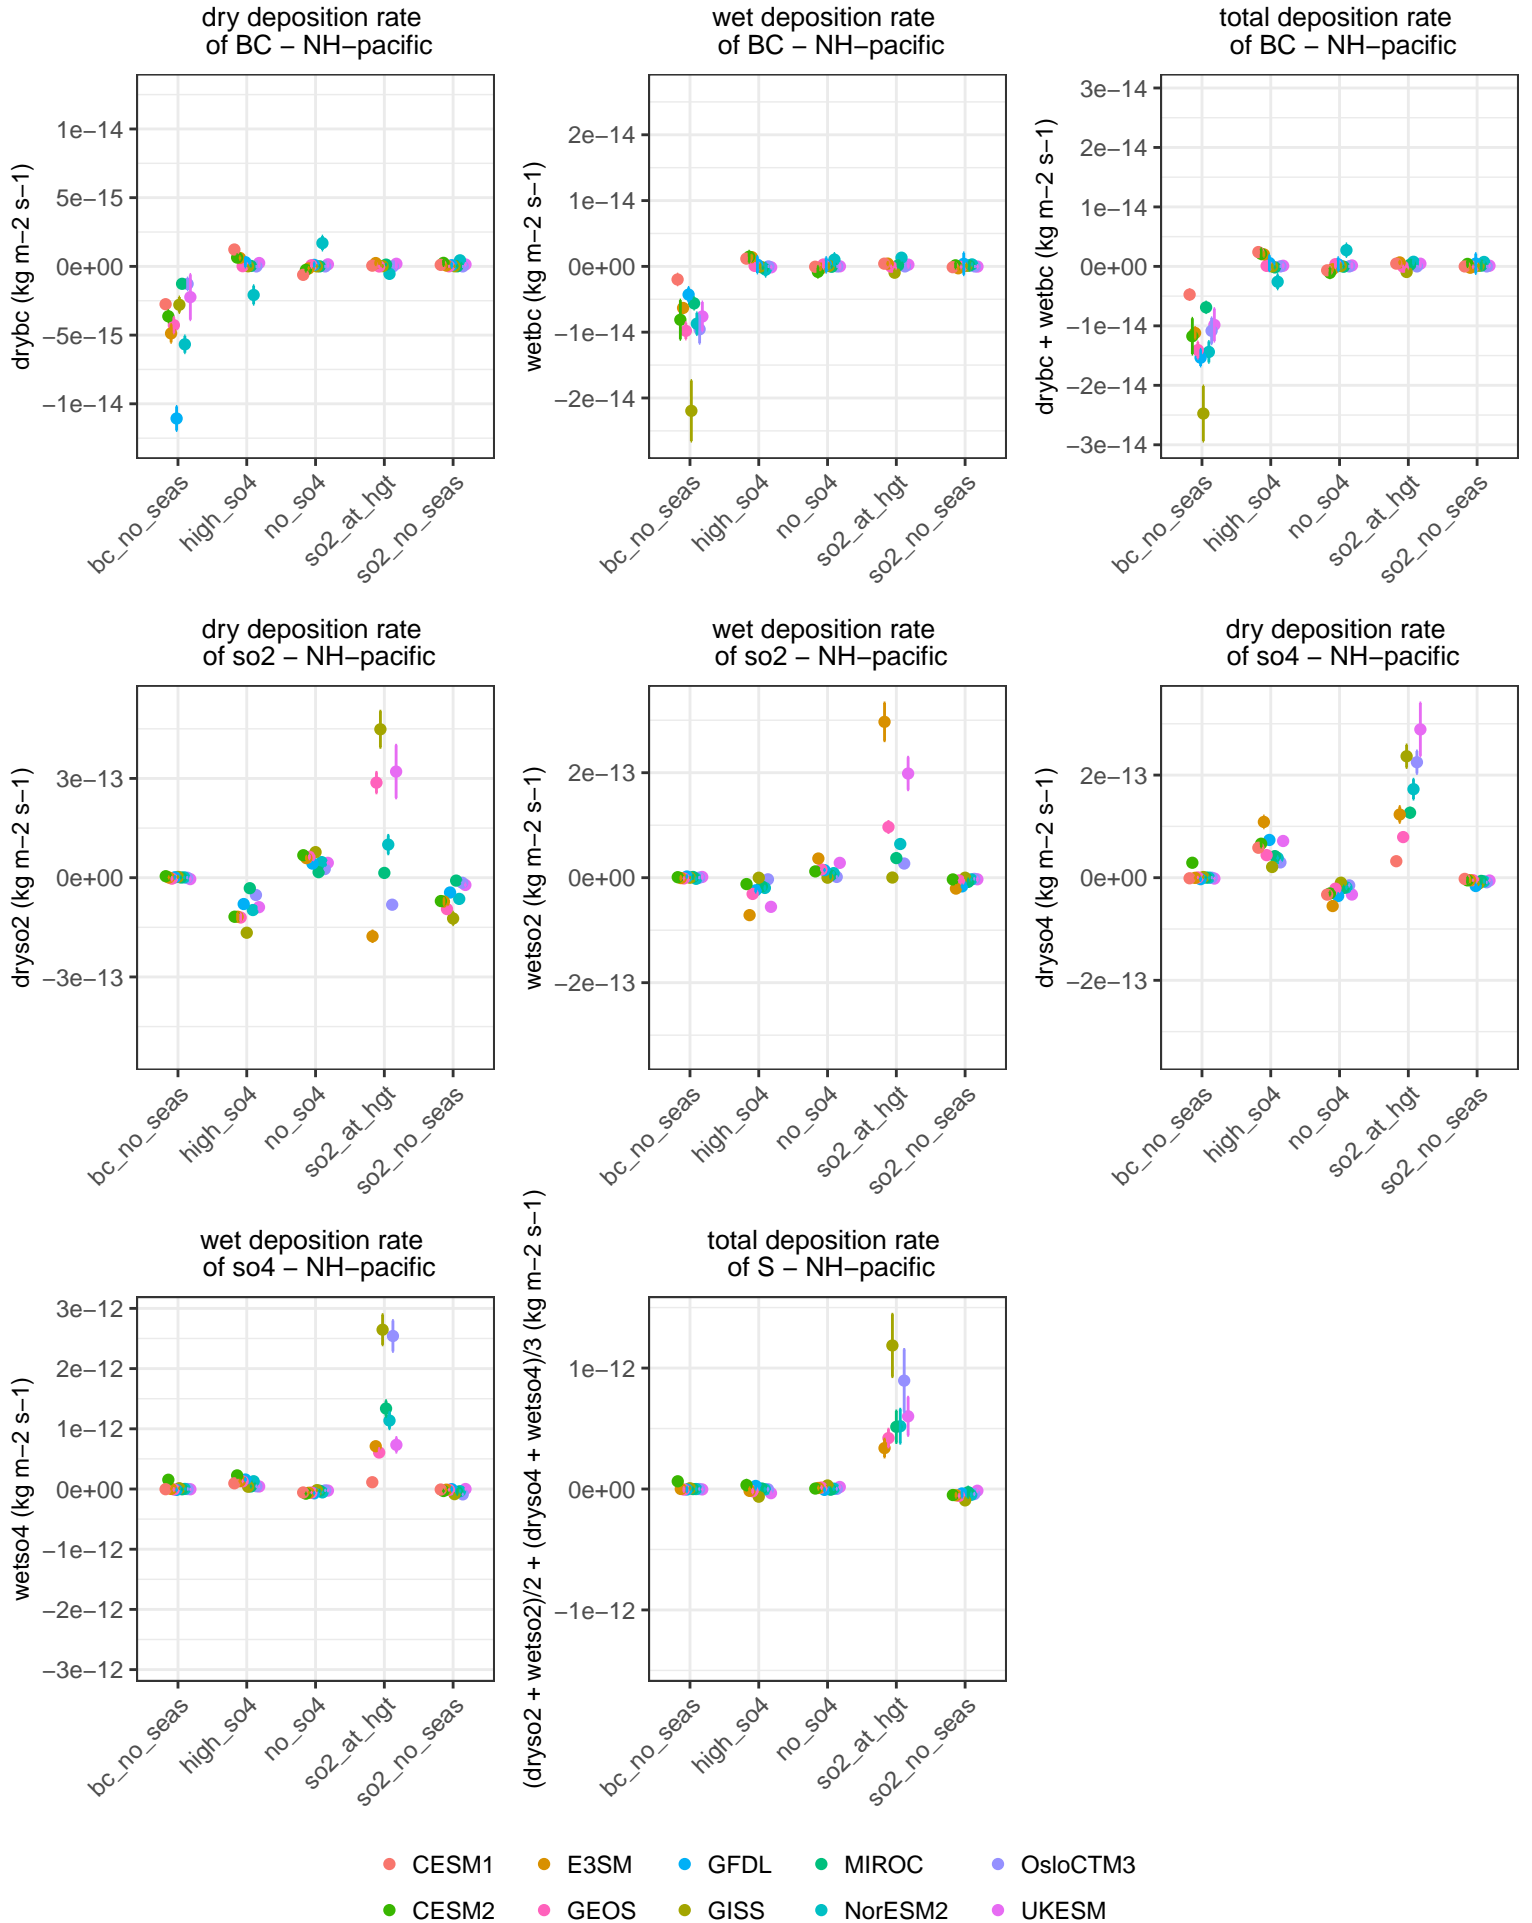 dry deposition rate
of BC − NH−pacific
drybc (kg m−2 s−1)
1e−14
5e−15
0e+00
−5e−15
−1e−14
bc_no_seas
high_so4
no_so4
so2_at_hgt
so2_no_seas
wet deposition rate
of BC − NH−pacific
wetbc (kg m−2 s−1)
2e−14
1e−14
0e+00
−1e−14
−2e−14
bc_no_seas
high_so4
no_so4
so2_at_hgt
so2_no_seas
total deposition rate
of BC − NH−pacific
drybc + wetbc (kg m−2 s−1)
3e−14
2e−14
1e−14
0e+00
−1e−14
−2e−14
−3e−14
bc_no_seas
high_so4
no_so4
so2_at_hgt
so2_no_seas
dry deposition rate
of so2 − NH−pacific
dryso2 (kg m−2 s−1)
3e−13
0e+00
−3e−13
bc_no_seas
high_so4
no_so4
so2_at_hgt
so2_no_seas
wet deposition rate
of so2 − NH−pacific
wetso2 (kg m−2 s−1)
2e−13
0e+00
−2e−13
bc_no_seas
high_so4
no_so4
so2_at_hgt
so2_no_seas
dry deposition rate
of so4 − NH−pacific
dryso4 (kg m−2 s−1)
2e−13
0e+00
−2e−13
bc_no_seas
high_so4
no_so4
so2_at_hgt
so2_no_seas
wet deposition rate
of so4 − NH−pacific
wetso4 (kg m−2 s−1)
3e−12
2e−12
1e−12
0e+00
−1e−12
−2e−12
−3e−12
bc_no_seas
high_so4
no_so4
so2_at_hgt
so2_no_seas
total deposition rate
of S − NH−pacific
(dryso2 + wetso2)/2 + (dryso4 + wetso4)/3 (kg m−2 s−1)
1e−12
0e+00
−1e−12
bc_no_seas
high_so4
no_so4
so2_at_hgt
so2_no_seas
CESM1 E3SM GFDL MIROC OsloCTM3
CESM2 GEOS GISS NorESM2 UKESM